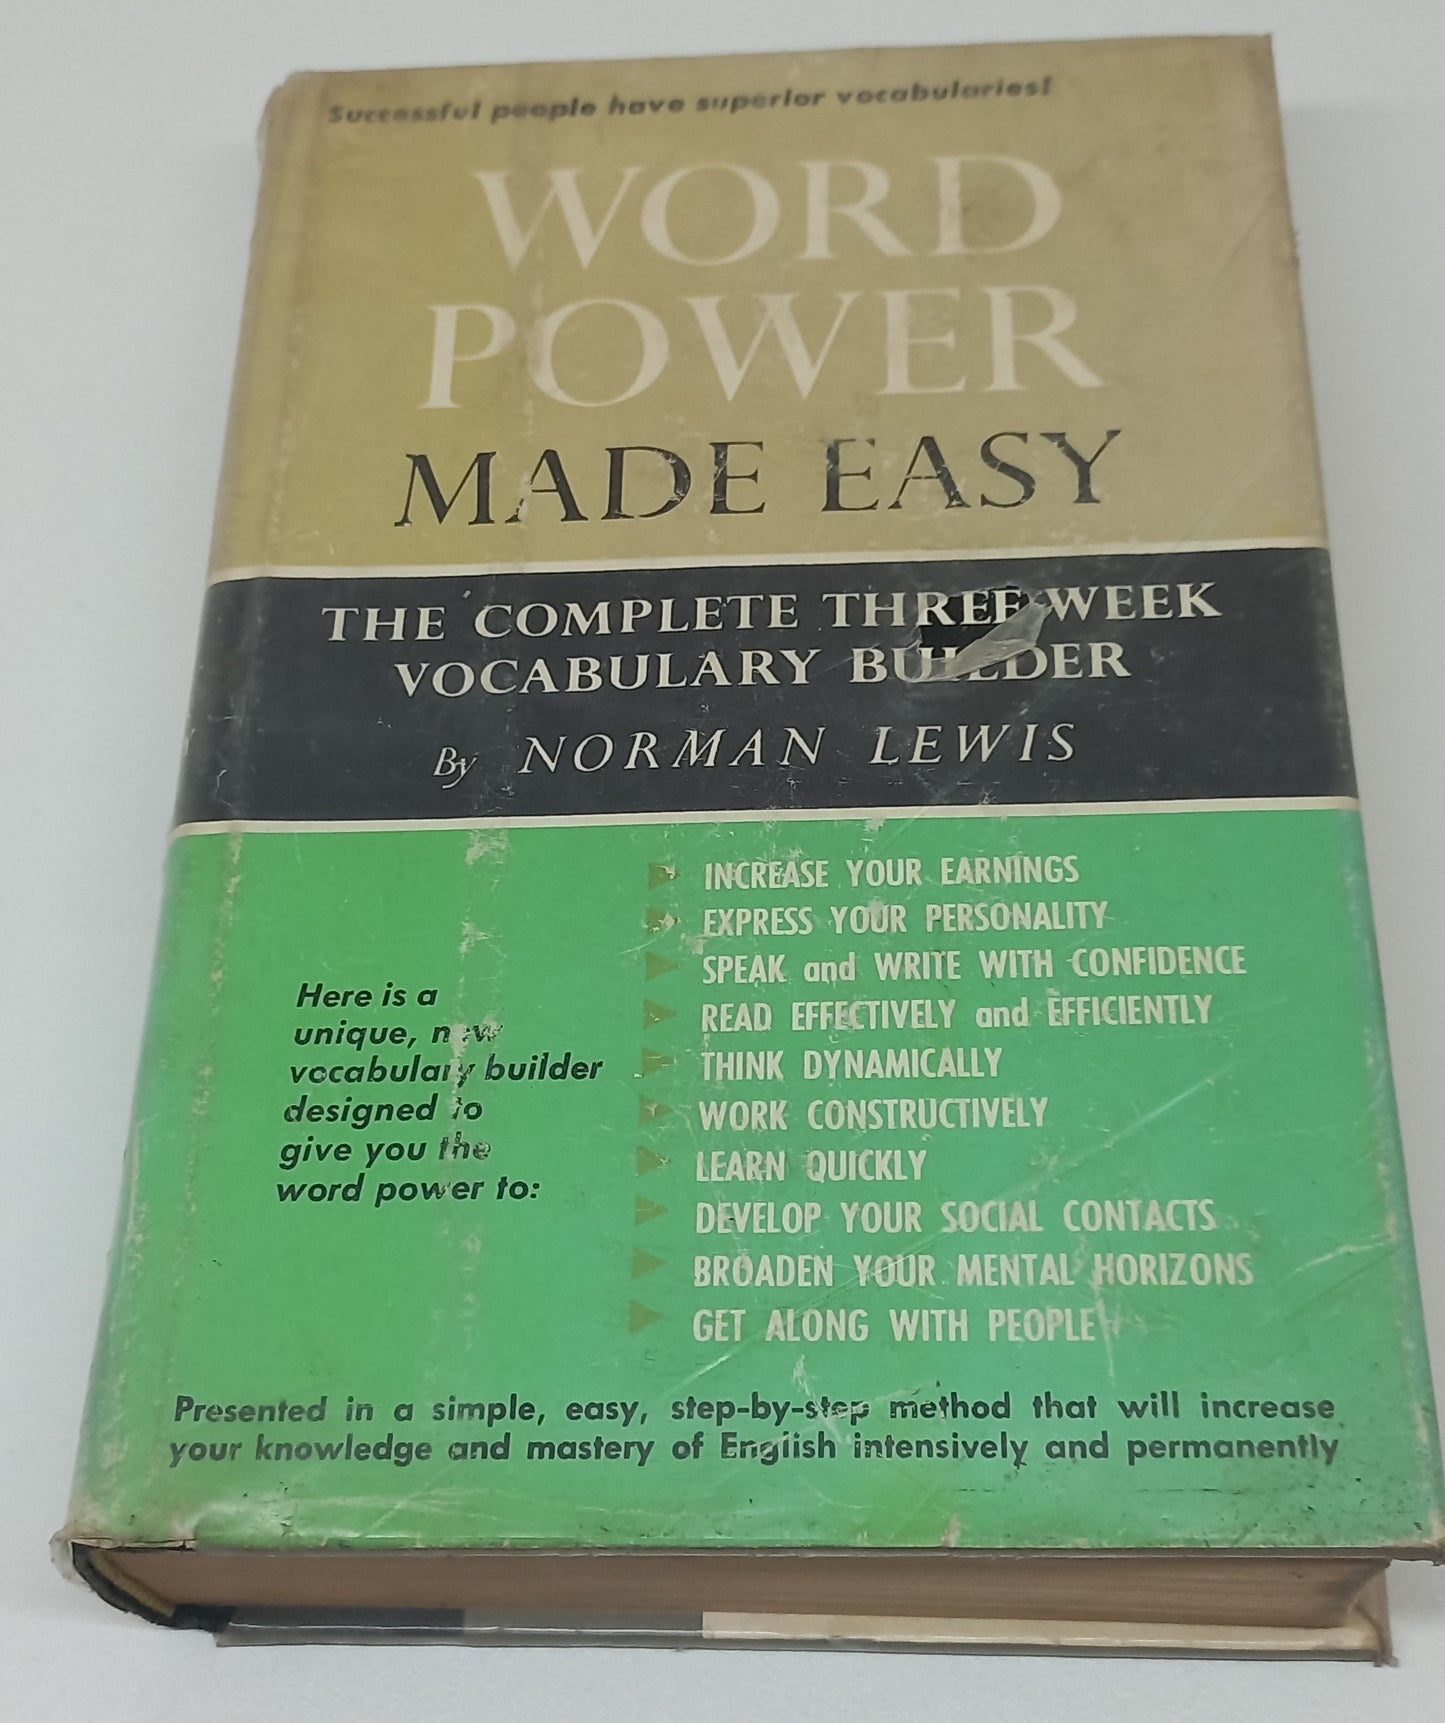 Successful people have superior vocabularies!
WORD
POWER
MADE EASY
THE COMPLETE THREE WEEK
VOCABULARY BUILDER
By NORMAN LEWIS
Here is a
unique, new
vocabulary builder
designed to
give you the
word power to:
INCREASE YOUR EARNINGS
EXPRESS YOUR PERSONALITY
SPEAK and WRITE WITH CONFIDENCE
READ EFFECTIVELY and EFFICIENTLY
THINK DYNAMICALLY
WORK CONSTRUCTIVELY
LEARN QUICKLY
DEVELOP YOUR SOCIAL CONTACTS
BROADEN YOUR MENTAL HORIZONS
GET ALONG WITH PEOPLE
Presented in a simple, easy, step-by-step method that will increase
your knowledge and mastery of English intensively and permanently